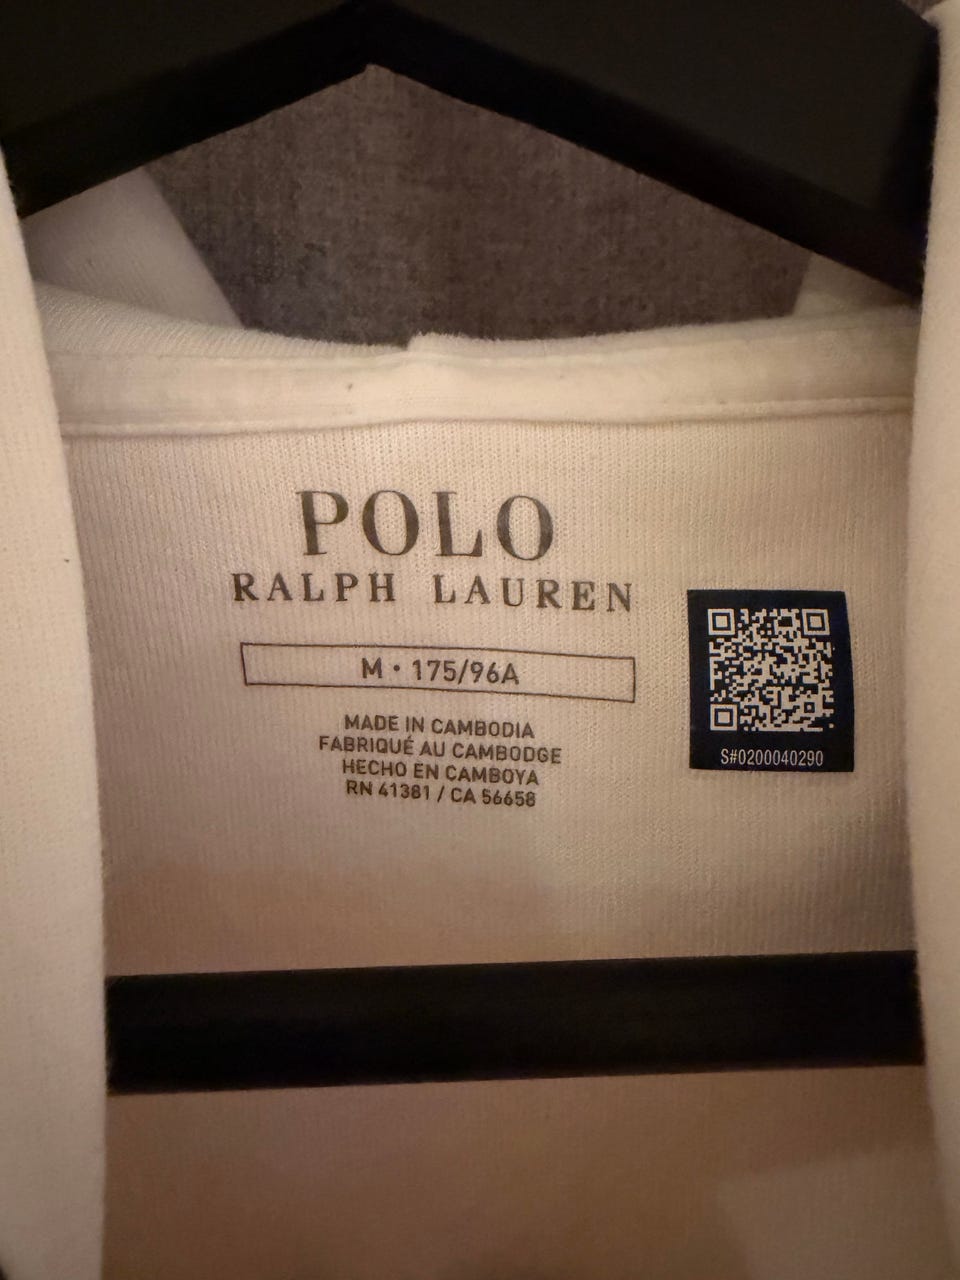 POLO
RALPH LAUREN
M • 175/96A
MADE IN CAMBODIA
FABRIQUÉ AU CAMBODGE
HECHO EN CAMBOYA
RN 41381 / CA 56658
S#0200040290